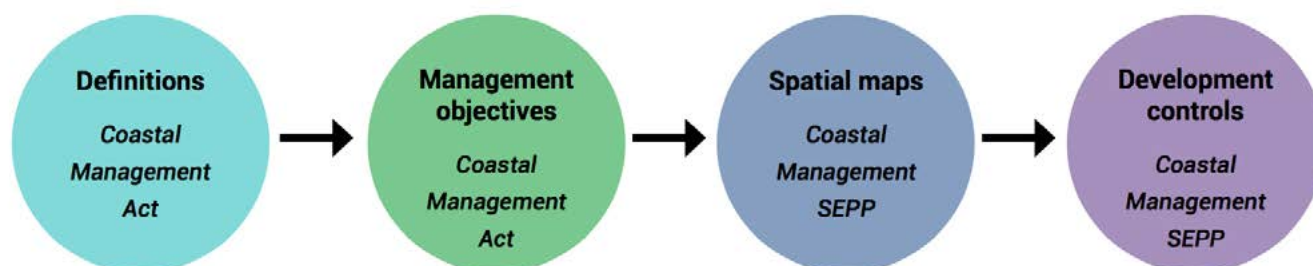 Definitions
Coastal
Management
Act
Management
objectives
Coastal
Management
Act
Spatial maps
Coastal
Management
SEPP
Development
controls
Coastal
Management
SEPP